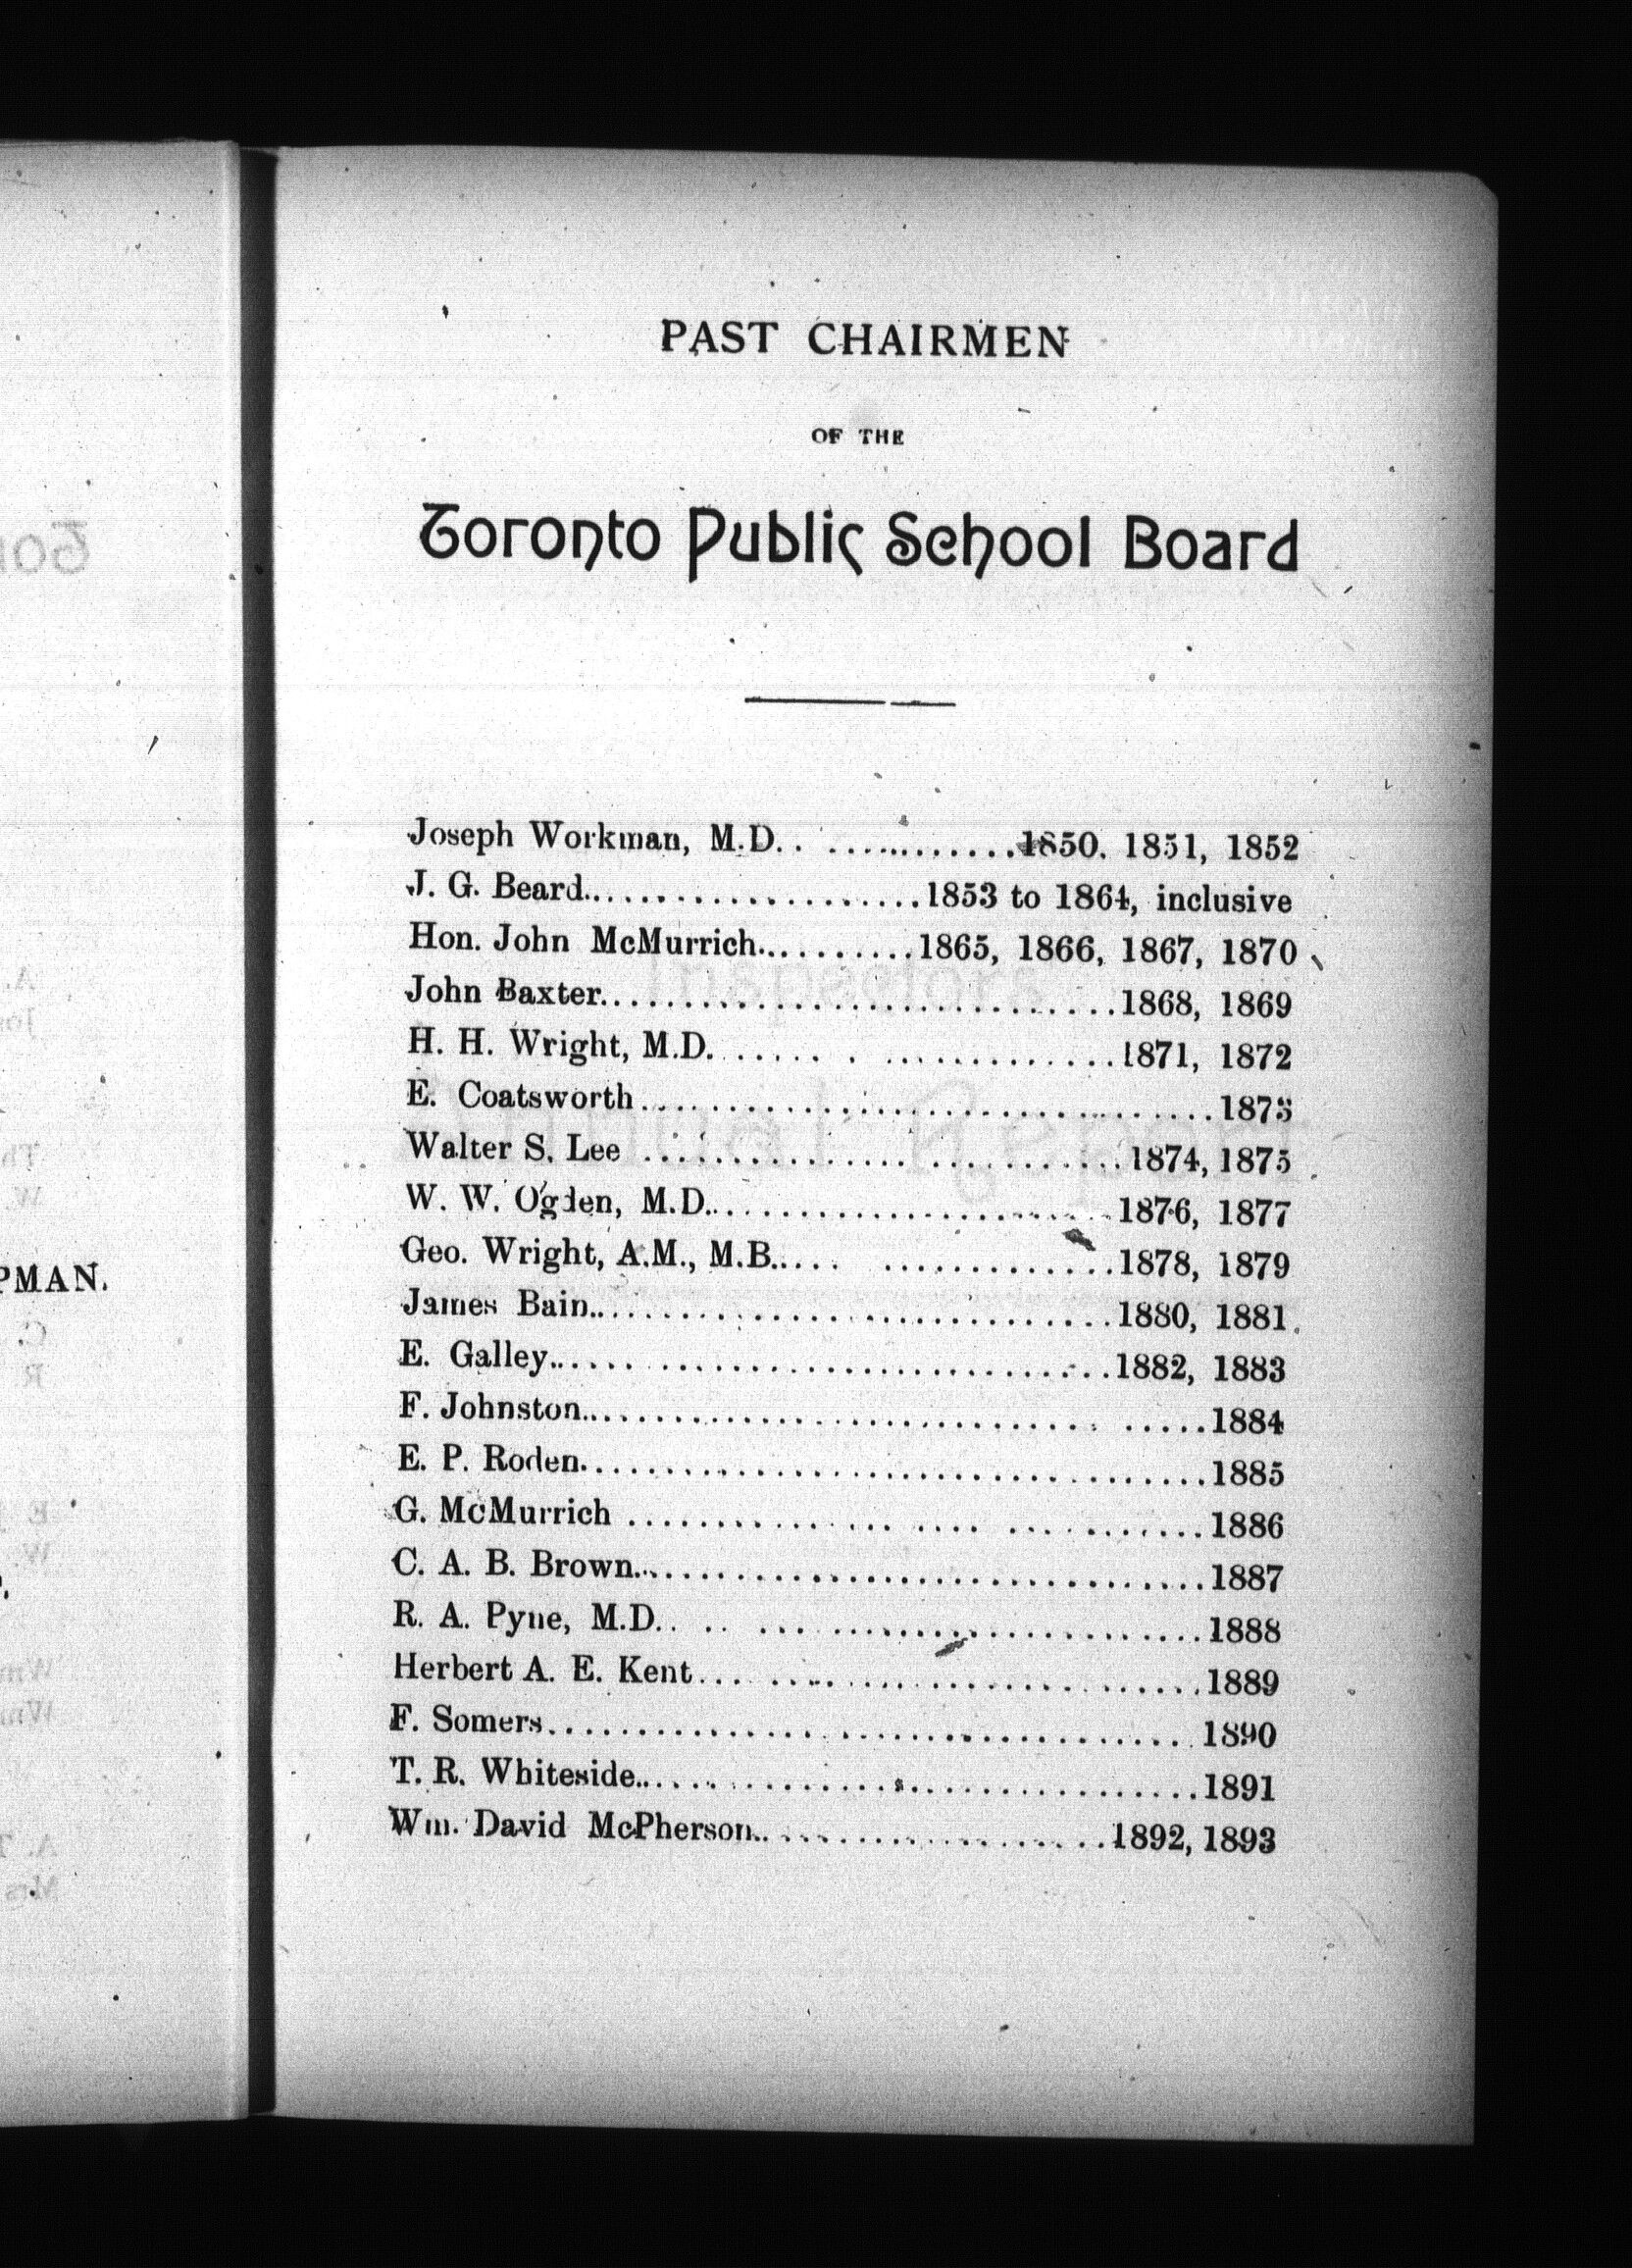 PAST CHAIRMEN
OF THE
Toronto Public School Board
Joseph Workman, M.D.. ............1850. 1851, 1852
J. G. Beard....................1853 to 1864, inclusive
Hon. John McMurrich..........1865, 1866, 1867, 1870
John Baxter.............................1868, 1869
H. H. Wright, M.D....... . .............1871, 1872
E. Coatsworth................................1873
Walter S. Lee ...........................1874, 1875
W. W. Ogden, M.D.......................1876, 1877
Geo. Wright, A.M., M.B..... .............1878, 1879
James Bain..............................1880, 1881
E. Galley...... .........................1882, 1883
F. Johnston............................. .....1884
E. P. Roden...................................1885
G. McMurrich ............... .... ...........1886
C. A. B. Brown................................1887
R. A. Pyne, M.D.. .. ... .....................1888
Herbert A. E. Kent... ........................1889
F. Somers.....................................1890
T. R. Whiteside...............................1891
Wm. David McPherson....................1892, 1893
PMAN.